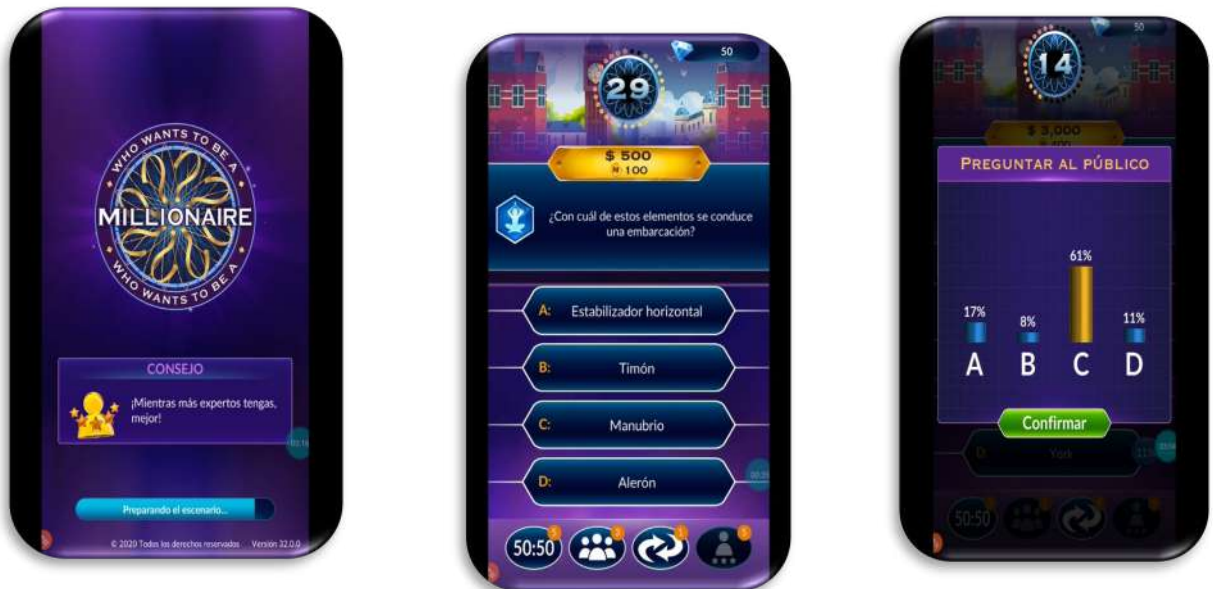 WHO WANTS TO BE A
MILLIONAIRE
WHO WANTS TO BE A
CONSEJO
¡Mientras más expertos tengas,
mejor!
Preparando el escenario...
© 2020 Todos los derechos reservados Versión 32.0.0
50
29
$ 500
100
¿Con cuál de estos elementos se conduce
una embarcación?
A: Estabilizador horizontal
B: Timón
C: Manubrio
D: Alerón
50:50
50
14
$ 3,000
PREGUNTAR AL PÚBLICO
61%
17%
8%
11%
A B C D
Confirmar
D: York
50:50